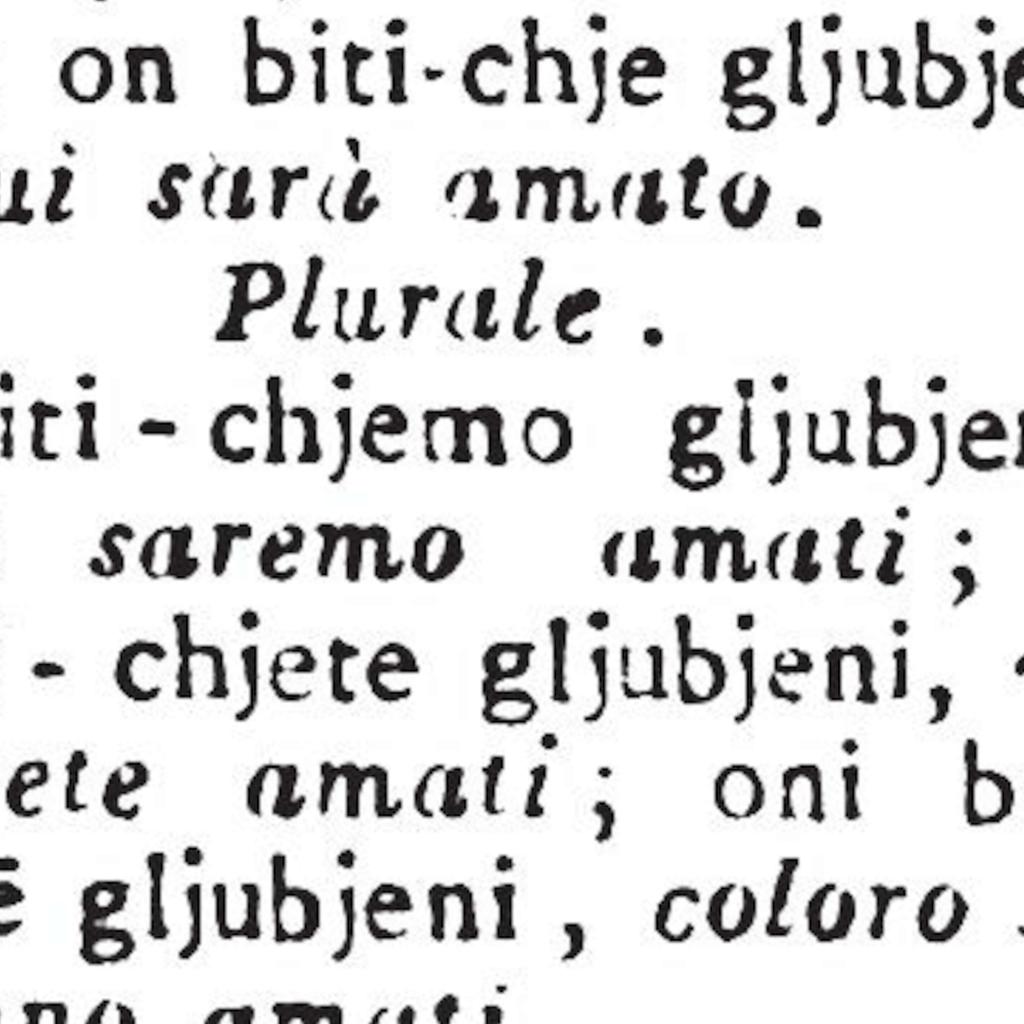 on biti-chje gljubje
ui sarà amato.
Plurale.
iti - chjemo gljubjen
saremo amati;
- chjete gljubjeni,
ete amati; oni b
gljubjeni, coloro
amati